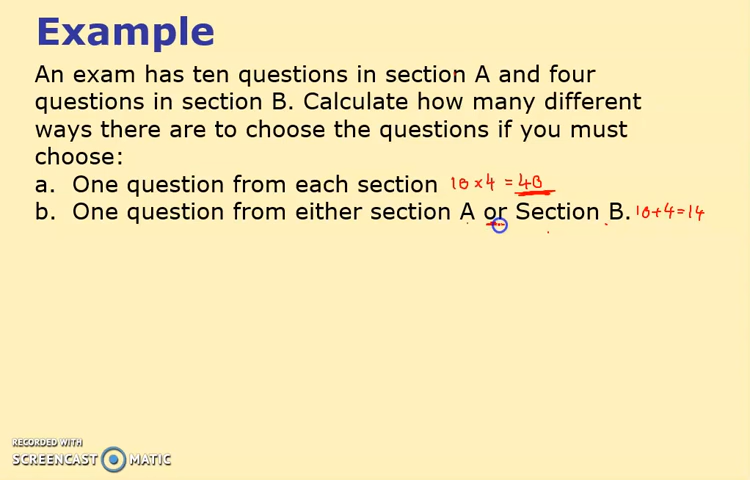 Example
An exam has ten questions in section A and four
questions in section B. Calculate how many different
ways there are to choose the questions if you must
choose:
a. One question from each section 10 × 4 = 40
b. One question from either section A or Section B. 10+4=14
RECORDED WITH
SCREENCAST MATIC